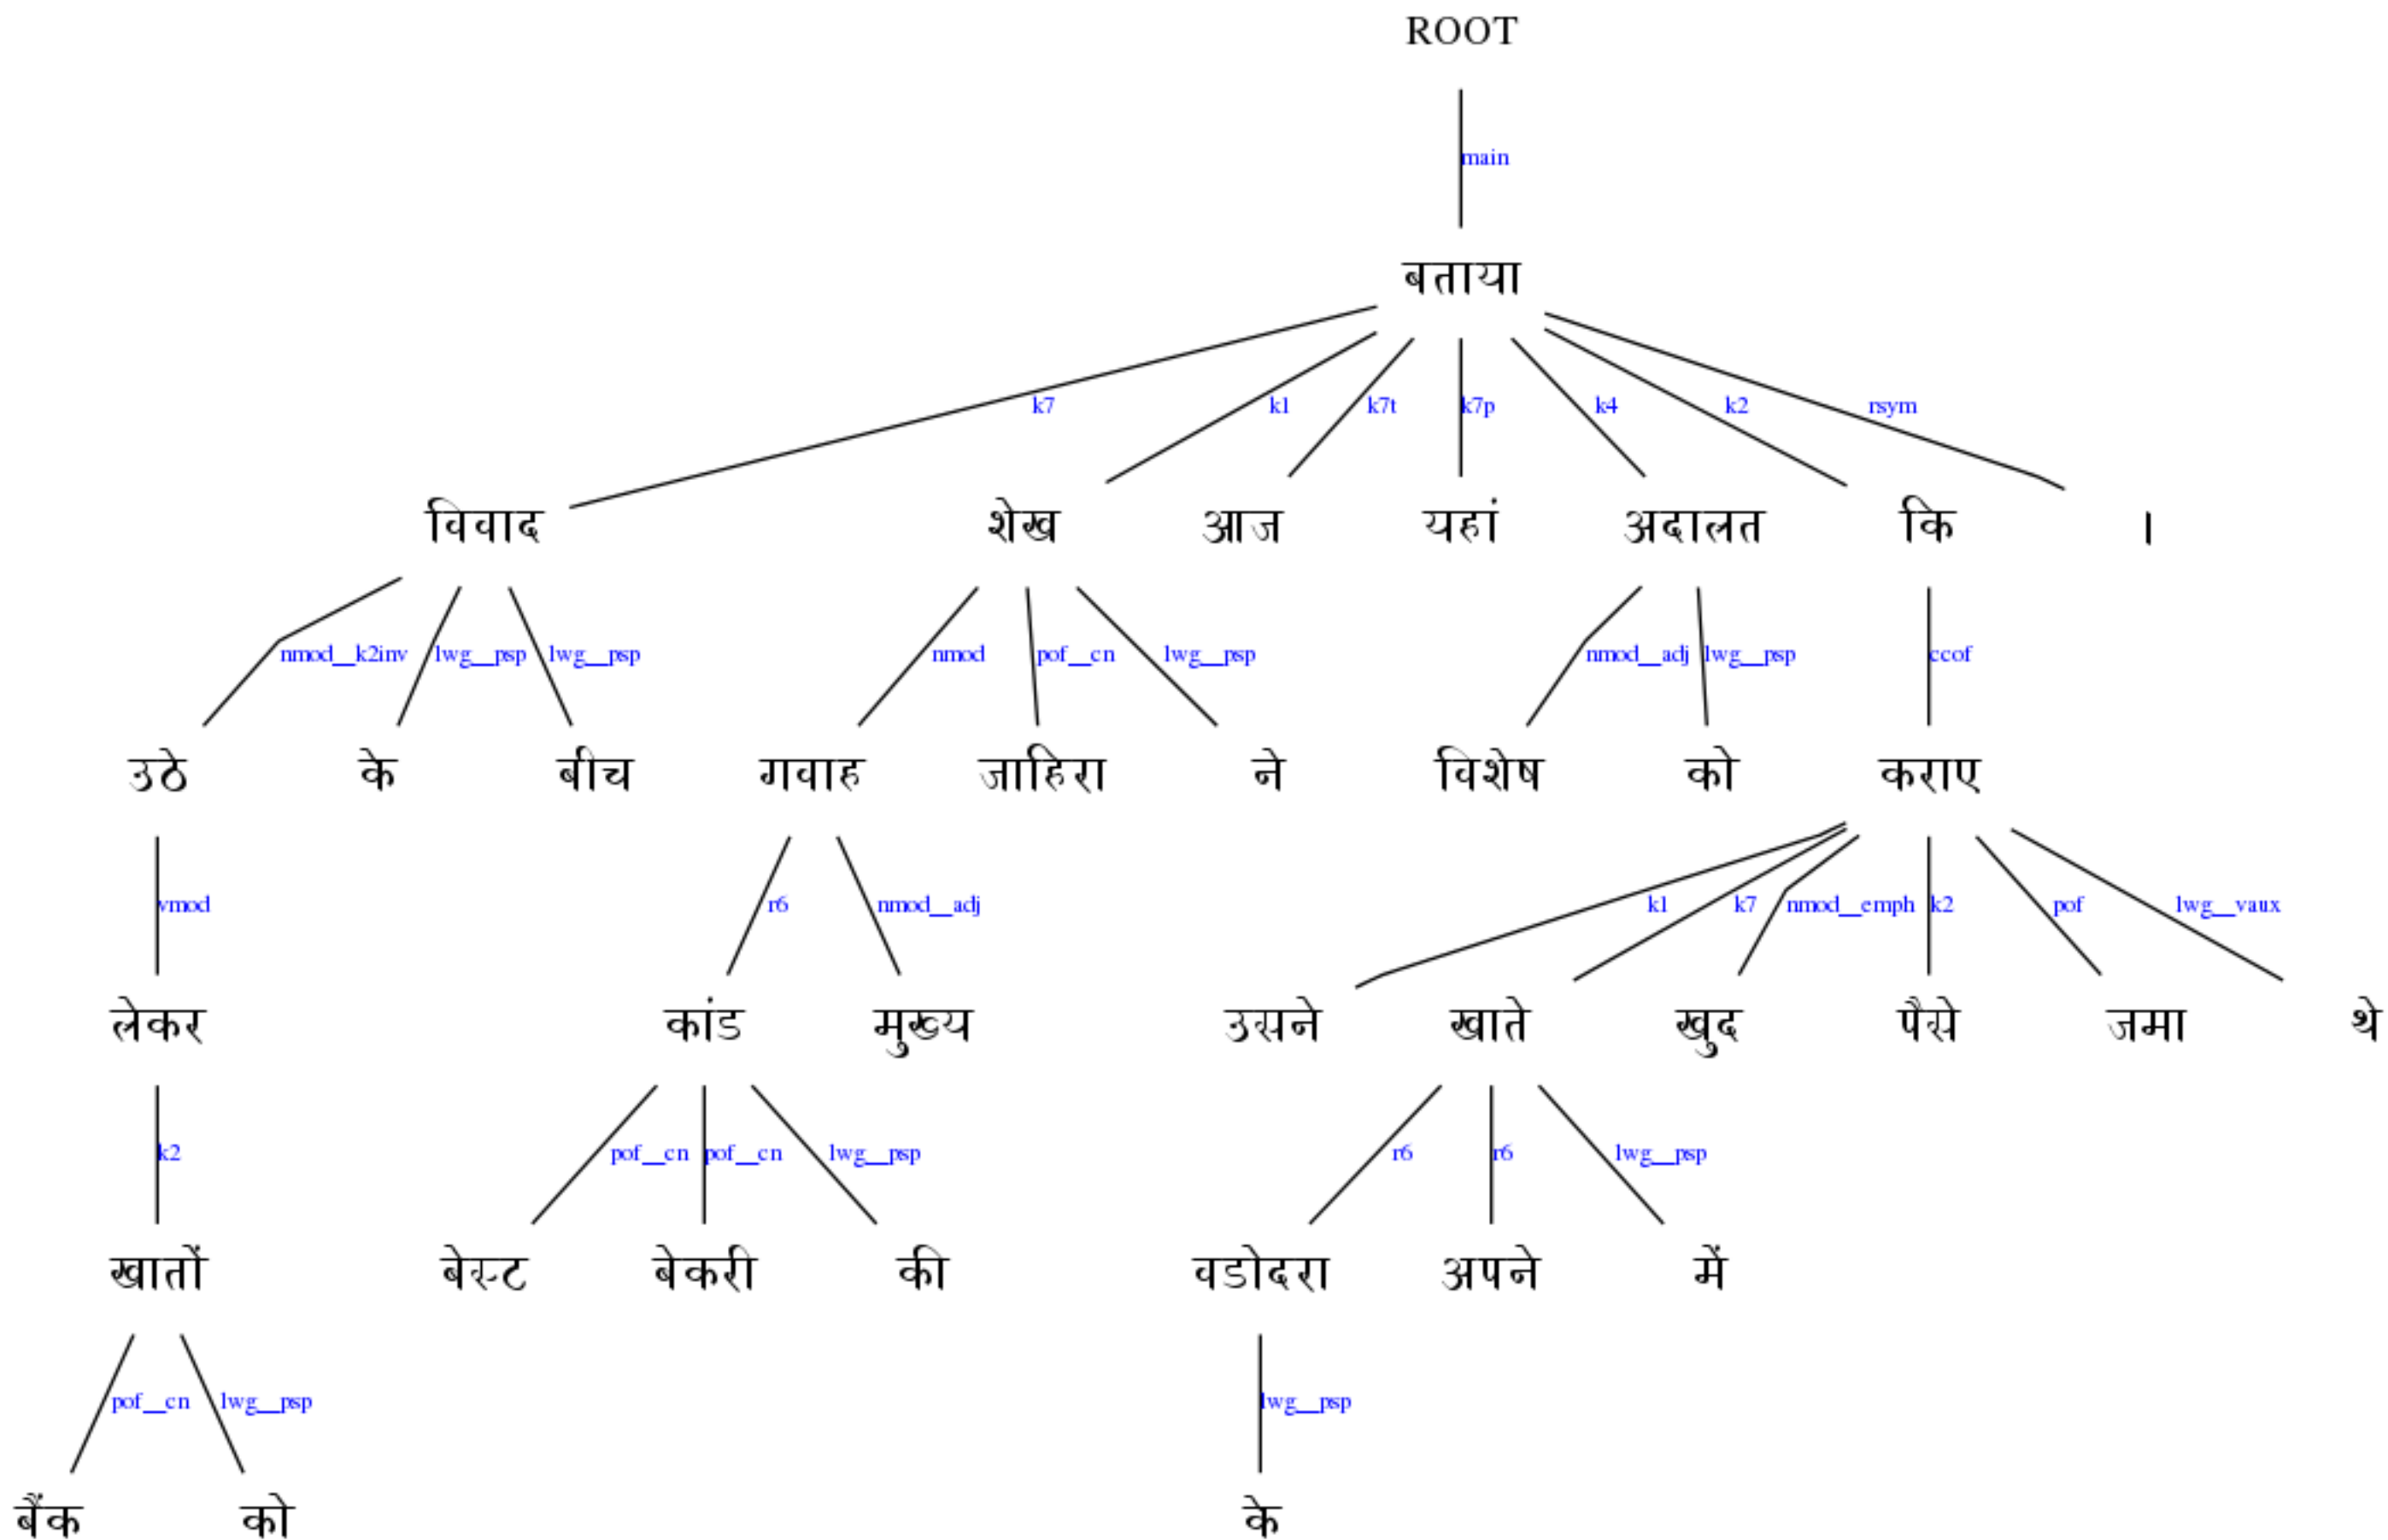 ROOT
main
बताया
k7 k1 k7t k7p k4 k2 rsym
विवाद शेख आज यहां अदालत कि ।
nmod__k2inv lwg__psp lwg__psp nmod pof__cn lwg__psp nmod__adj lwg__psp ccof
उठे के बीच गवाह जाहिरा ने विशेष को कराए
vmod r6 nmod__adj k1 k7 nmod__emph k2 pof lwg__vaux
लेकर कांड मुख्य उसने खाते खुद पैसे जमा थे
k2 pof__cn pof__cn lwg__psp r6 r6 lwg__psp
खातों बेस्ट बेकरी की वडोदरा अपने में
pof__cn lwg__psp lwg__psp
बैंक को के